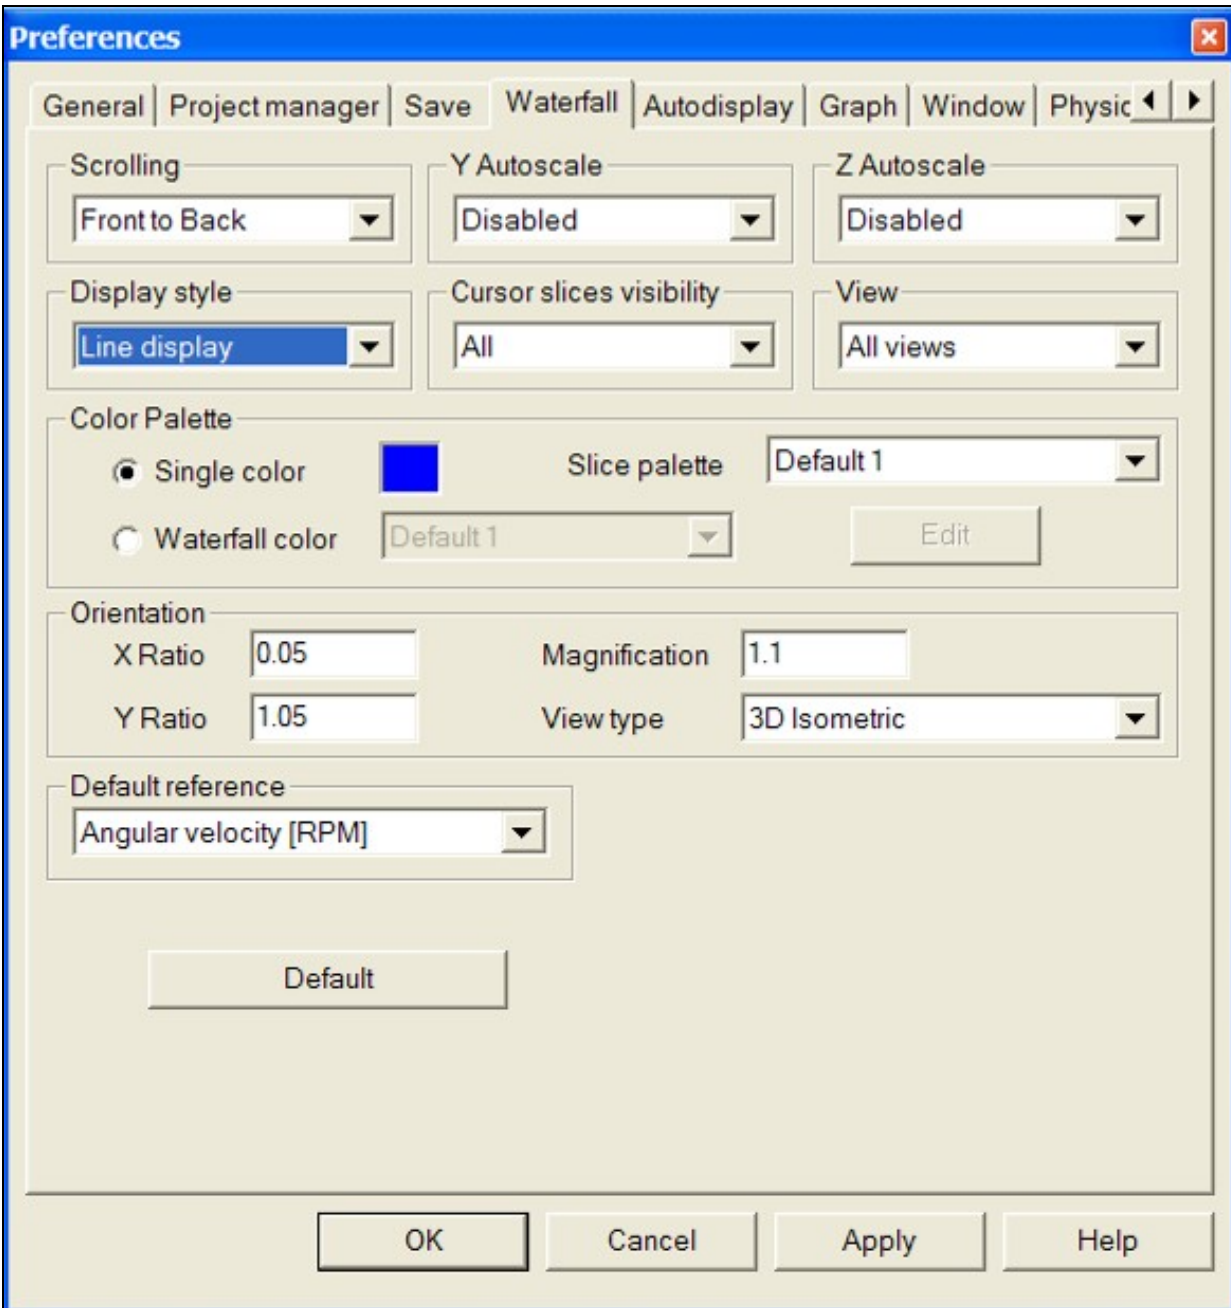 Preferences
General Project manager Save Waterfall Autodisplay Graph Window Physic
Scrolling Y Autoscale Z Autoscale
Front to Back Disabled Disabled
Display style Cursor slices visibility View
Line display All All views
Color Palette
Single color Slice palette Default 1
Waterfall color Default 1 Edit
Orientation
X Ratio 0.05 Magnification 1.1
Y Ratio 1.05 View type 3D Isometric
Default reference
Angular velocity [RPM]
Default
OK Cancel Apply Help